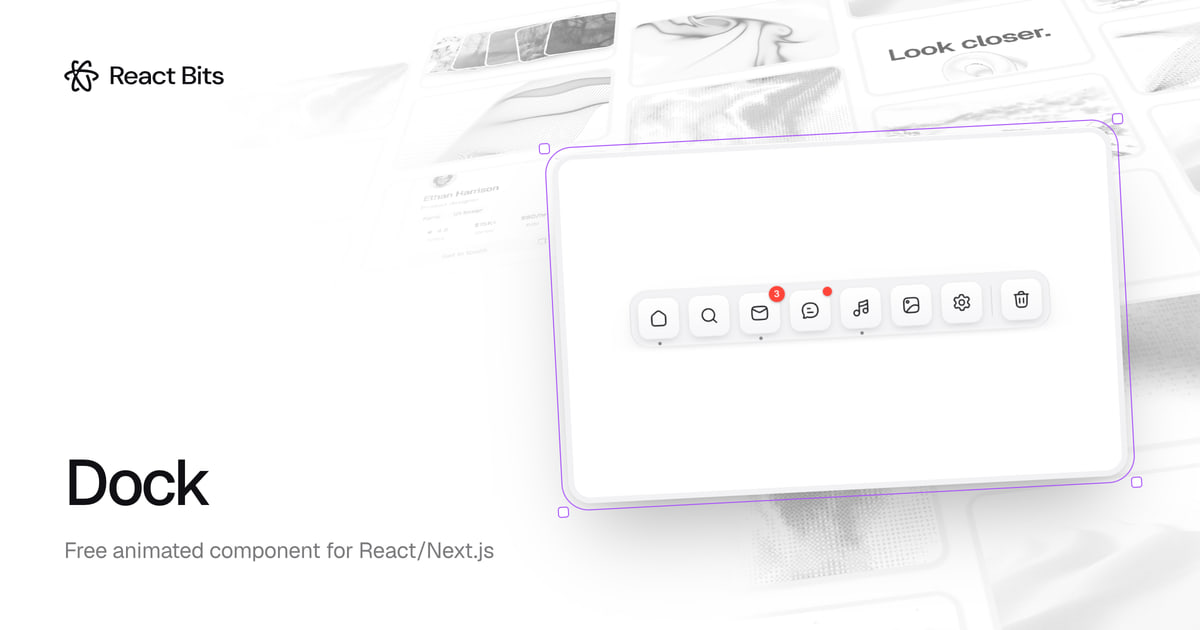 React Bits
Look closer.
Ethan Harrison
3
Dock
Free animated component for React/Next.js